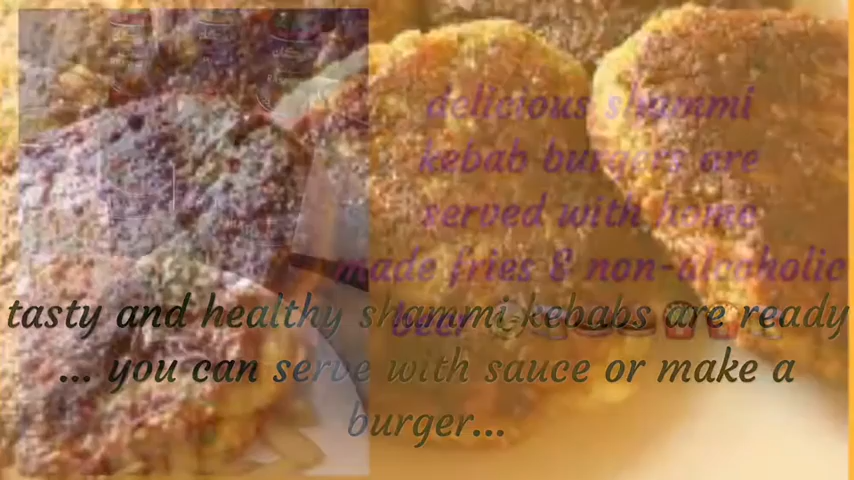 delicious shammi
kebab burgers are
served with home
made fries & non-alcoholic
beer
tasty and healthy shammi kebabs are ready
... you can serve with sauce or make a
burger...